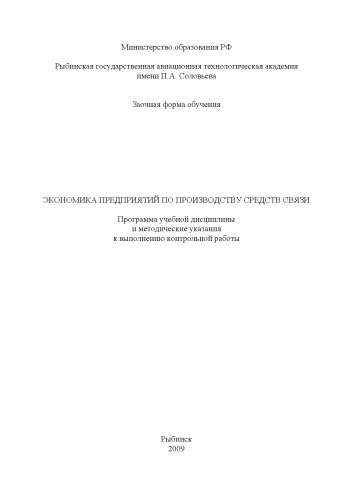 Министерство образования РФ
Рыбинская государственная авиационная технологическая академия
имени П.А. Соловьева
Заочная форма обучения
ЭКОНОМИКА ПРЕДПРИЯТИЙ ПО ПРОИЗВОДСТВУ СРЕДСТВ СВЯЗИ
Программа учебной дисциплины
и методические указания
к выполнению контрольной работы
Рыбинск
2009